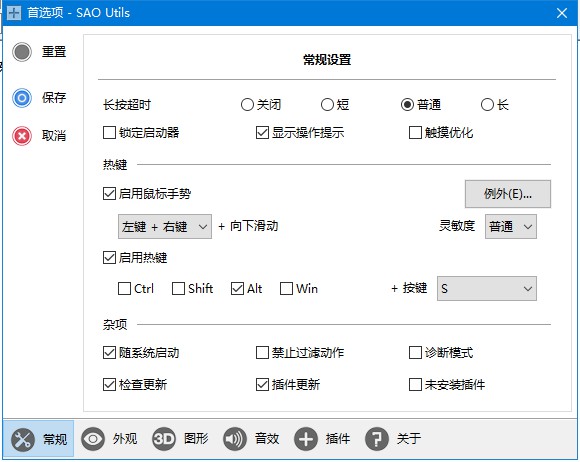 首选项 - SAO Utils
重置
保存
取消
常规设置
长按超时 关闭 短 普通 长
锁定启动器 显示操作提示 触摸优化
热键
启用鼠标手势 例外(E)...
左键 + 右键 + 向下滑动 灵敏度 普通
启用热键
Ctrl Shift Alt Win + 按键 S
杂项
随系统启动 禁止过滤动作 诊断模式
检查更新 插件更新 未安装插件
常规 外观 3D 图形 音效 插件 ? 关于